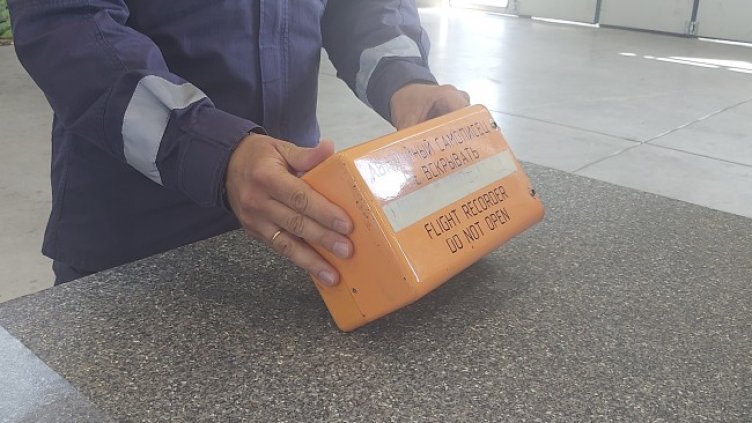 САМОПИСЕЦ
ВСКРЫВАТЬ
FLIGHT RECORDER
DO NOT OPEN